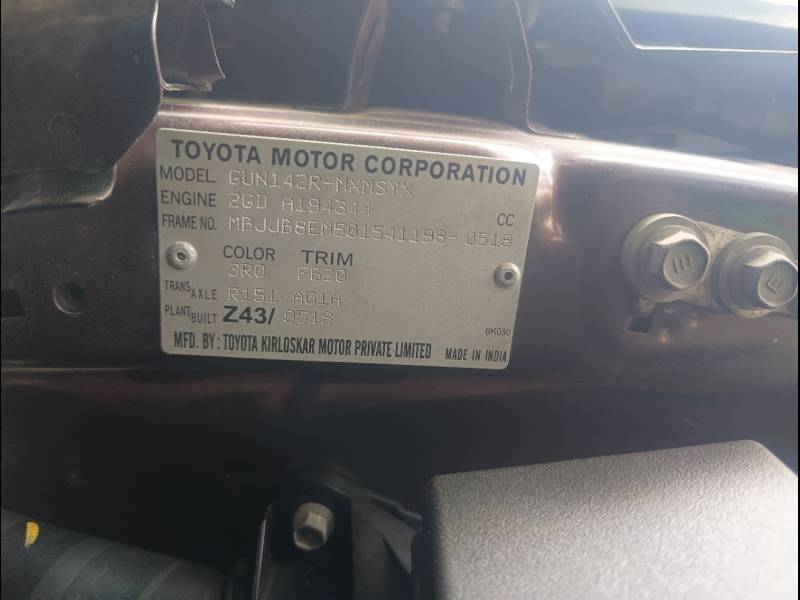 TOYOTA MOTOR CORPORATION
MODEL GUN142R-MXMSYX
ENGINE 2GD A194344 CC
FRAME NO. MBJJB8EM501541198-0518
COLOR TRIM
3R0 FB20
TRANS AXLE R151 A01A
PLANT BUILT Z43/ 0518
0K080
MFD. BY : TOYOTA KIRLOSKAR MOTOR PRIVATE LIMITED MADE IN INDIA